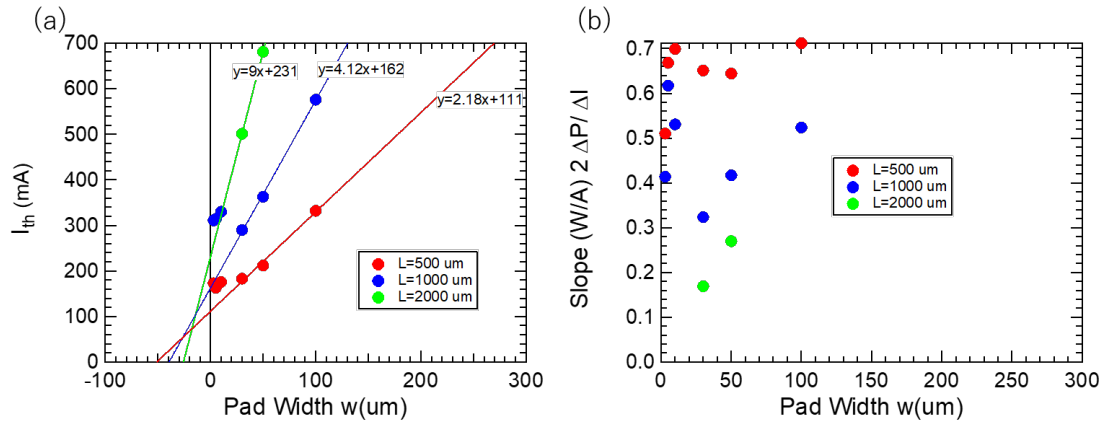 (a)
700
600
500
400
300
200
100
0
I_th (mA)
y=9x+231
y=4.12x+162
y=2.18x+111
L=500 um
L=1000 um
L=2000 um
-100
0
100
200
300
Pad Width w(um)
(b)
0.7
0.6
0.5
0.4
0.3
0.2
0.1
0.0
Slope (W/A) 2 ΔP/ ΔI
L=500 um
L=1000 um
L=2000 um
0
50
100
150
200
250
300
Pad Width w(um)